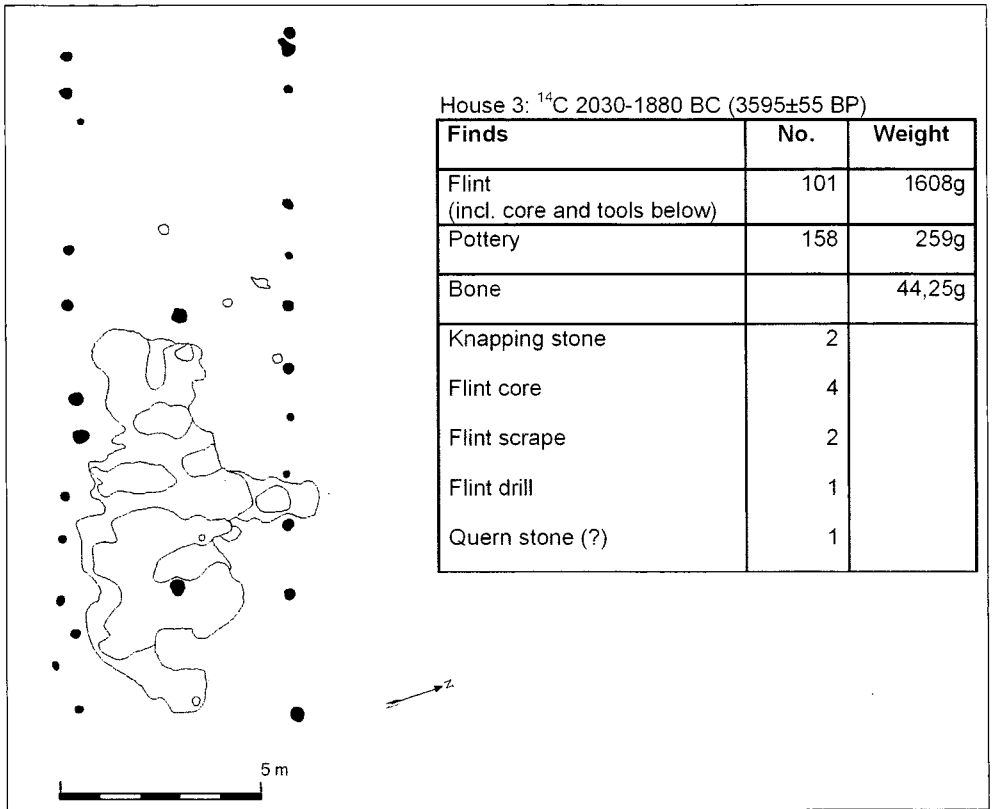 House 3: ¹⁴C 2030-1880 BC (3595±55 BP)
Finds No. Weight
Flint 101 1608g
(incl. core and tools below)
Pottery 158 259g
Bone 44,25g
Knapping stone 2
Flint core 4
Flint scrape 2
Flint drill 1
Quern stone (?) 1
N
5 m